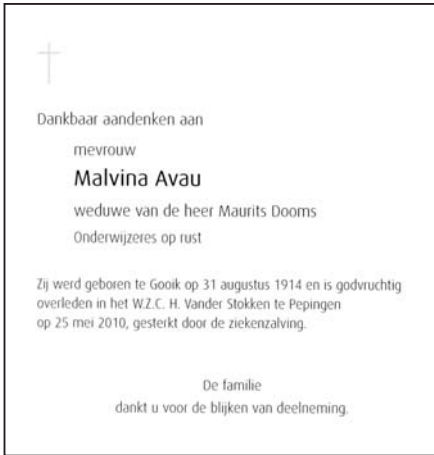 Dankbaar aandenken aan
mevrouw
Malvina Avau
weduwe van de heer Maurits Dooms
Onderwijzeres op rust
Zij werd geboren te Gooik op 31 augustus 1914 en is godvruchtig
overleden in het W.Z.C. H. Vander Stokken te Pepingen
op 25 mei 2010, gesterkt door de ziekenzalving.
De familie
dankt u voor de blijken van deelneming.